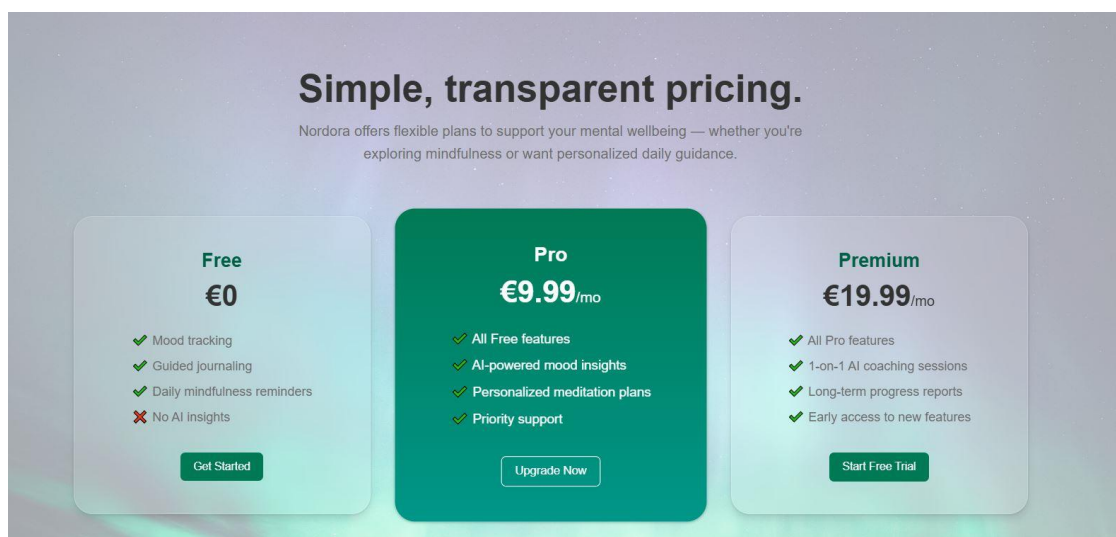 Simple, transparent pricing.
Nordora offers flexible plans to support your mental wellbeing — whether you're
exploring mindfulness or want personalized daily guidance.
Free
€0
Mood tracking
Guided journaling
Daily mindfulness reminders
No AI insights
Get Started
Pro
€9.99/mo
All Free features
AI-powered mood insights
Personalized meditation plans
Priority support
Upgrade Now
Premium
€19.99/mo
All Pro features
1-on-1 AI coaching sessions
Long-term progress reports
Early access to new features
Start Free Trial